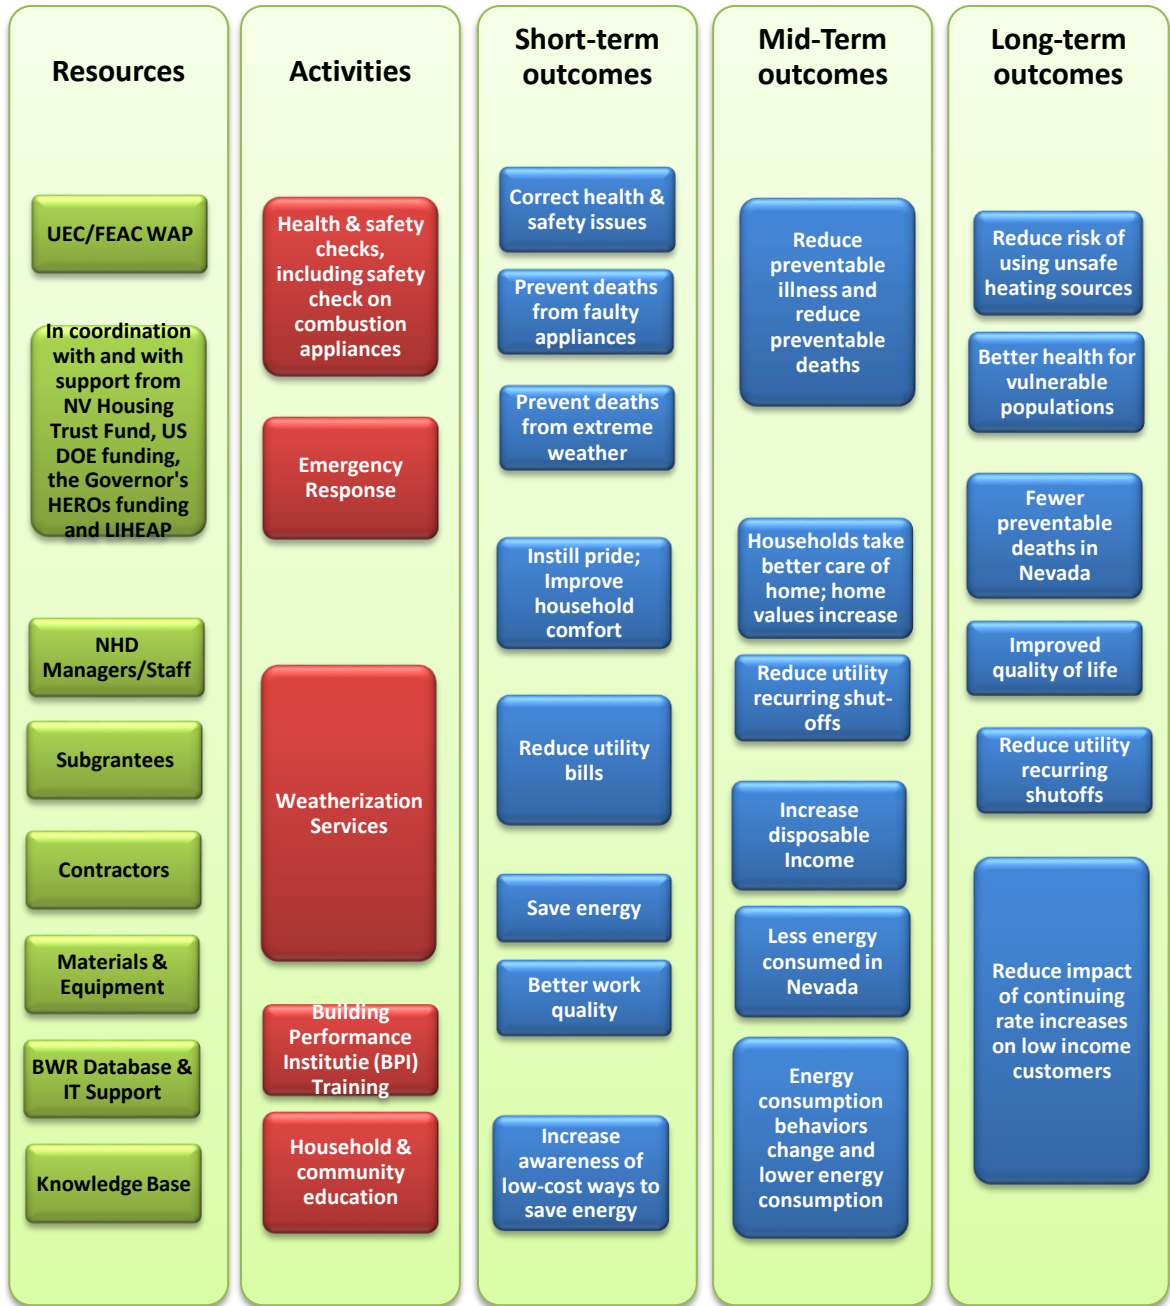 Resources
UEC/FEAC WAP
In coordination
with and with
support from
NV Housing
Trust Fund, US
DOE funding,
the Governor's
HEROs funding
and LIHEAP
NHD
Managers/Staff
Subgrantees
Contractors
Materials &
Equipment
BWR Database &
IT Support
Knowledge Base
Activities
Health & safety
checks,
including safety
check on
combustion
appliances
Emergency
Response
Weatherization
Services
Building
Performance
Institutie (BPI)
Training
Household &
community
education
Short-term
outcomes
Correct health &
safety issues
Prevent deaths
from faulty
appliances
Prevent deaths
from extreme
weather
Instill pride;
Improve
household
comfort
Reduce utility
bills
Save energy
Better work
quality
Increase
awareness of
low-cost ways to
save energy
Mid-Term
outcomes
Reduce
preventable
illness and
reduce
preventable
deaths
Households take
better care of
home; home
values increase
Reduce utility
recurring shut-
offs
Increase
disposable
Income
Less energy
consumed in
Nevada
Energy
consumption
behaviors
change and
lower energy
consumption
Long-term
outcomes
Reduce risk of
using unsafe
heating sources
Better health for
vulnerable
populations
Fewer
preventable
deaths in
Nevada
Improved
quality of life
Reduce utility
recurring
shutoffs
Reduce impact
of continuing
rate increases
on low income
customers